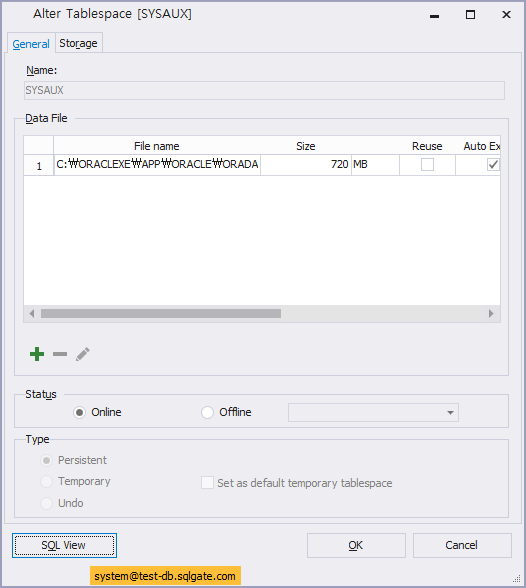 Alter Tablespace [SYSAUX]
General Storage
Name:
SYSAUX
Data File
File name Size Reuse Auto Ex
1 C:₩ORACLEXE₩APP₩ORACLE₩ORADA 720 MB
Status
Online Offline
Type
Persistent
Temporary Set as default temporary tablespace
Undo
SQL View OK Cancel
system@test-db.sqlgate.com